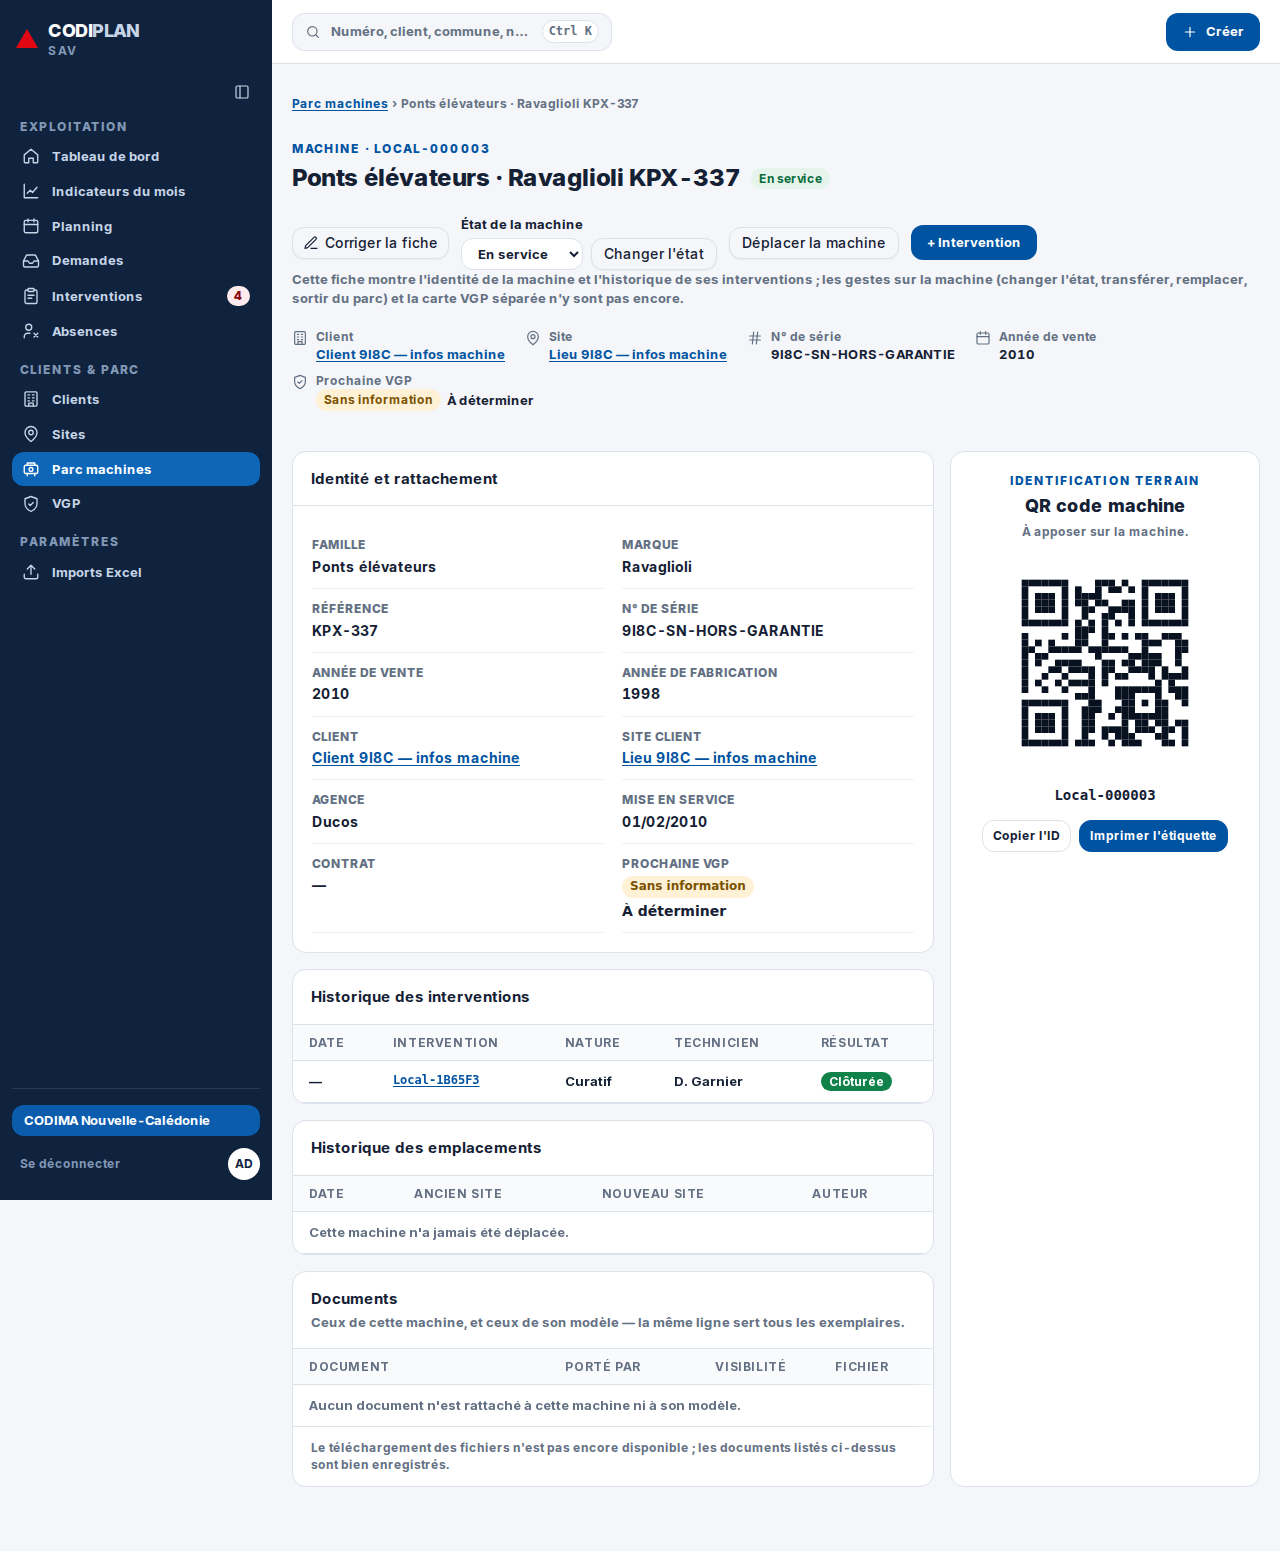 CODIPLAN
SAV
EXPLOITATION
Tableau de bord
Indicateurs du mois
Planning
Demandes
Interventions 4
Absences
CLIENTS & PARC
Clients
Sites
Parc machines
VGP
PARAMÈTRES
Imports Excel
CODIMA Nouvelle-Calédonie
Se déconnecter AD
Numéro, client, commune, n... Ctrl K
Créer
Parc machines › Ponts élévateurs · Ravaglioli KPX-337
MACHINE · LOCAL-000003
Ponts élévateurs · Ravaglioli KPX-337 En service
Corriger la fiche
État de la machine
En service
Changer l'état
Déplacer la machine
+ Intervention
Cette fiche montre l'identité de la machine et l'historique de ses interventions ; les gestes sur la machine (changer l'état, transférer, remplacer,
sortir du parc) et la carte VGP séparée n'y sont pas encore.
Client
Client 9I8C — infos machine
Site
Lieu 9I8C — infos machine
N° de série
9I8C-SN-HORS-GARANTIE
Année de vente
2010
Prochaine VGP
Sans information À déterminer
Identité et rattachement
FAMILLE
Ponts élévateurs
MARQUE
Ravaglioli
RÉFÉRENCE
KPX-337
N° DE SÉRIE
9I8C-SN-HORS-GARANTIE
ANNÉE DE VENTE
2010
ANNÉE DE FABRICATION
1998
CLIENT
Client 9I8C — infos machine
SITE CLIENT
Lieu 9I8C — infos machine
AGENCE
Ducos
MISE EN SERVICE
01/02/2010
CONTRAT
—
PROCHAINE VGP
Sans information
À déterminer
IDENTIFICATION TERRAIN
QR code machine
À apposer sur la machine.
Local-000003
Copier l'ID
Imprimer l'étiquette
Historique des interventions
DATE INTERVENTION NATURE TECHNICIEN RÉSULTAT
— Local-1B65F3 Curatif D. Garnier Clôturée
Historique des emplacements
DATE ANCIEN SITE NOUVEAU SITE AUTEUR
Cette machine n'a jamais été déplacée.
Documents
Ceux de cette machine, et ceux de son modèle — la même ligne sert tous les exemplaires.
DOCUMENT PORTÉ PAR VISIBILITÉ FICHIER
Aucun document n'est rattaché à cette machine ni à son modèle.
Le téléchargement des fichiers n'est pas encore disponible ; les documents listés ci-dessus
sont bien enregistrés.